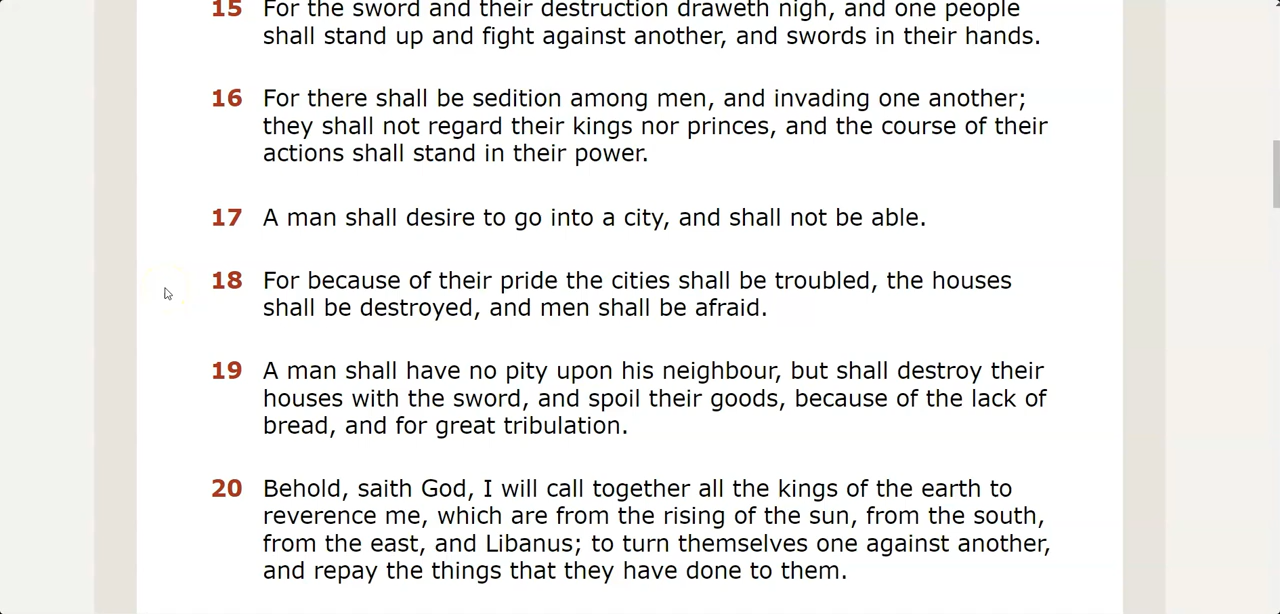 15 For the sword and their destruction draweth nigh, and one people
shall stand up and fight against another, and swords in their hands.
16 For there shall be sedition among men, and invading one another;
they shall not regard their kings nor princes, and the course of their
actions shall stand in their power.
17 A man shall desire to go into a city, and shall not be able.
18 For because of their pride the cities shall be troubled, the houses
shall be destroyed, and men shall be afraid.
19 A man shall have no pity upon his neighbour, but shall destroy their
houses with the sword, and spoil their goods, because of the lack of
bread, and for great tribulation.
20 Behold, saith God, I will call together all the kings of the earth to
reverence me, which are from the rising of the sun, from the south,
from the east, and Libanus; to turn themselves one against another,
and repay the things that they have done to them.